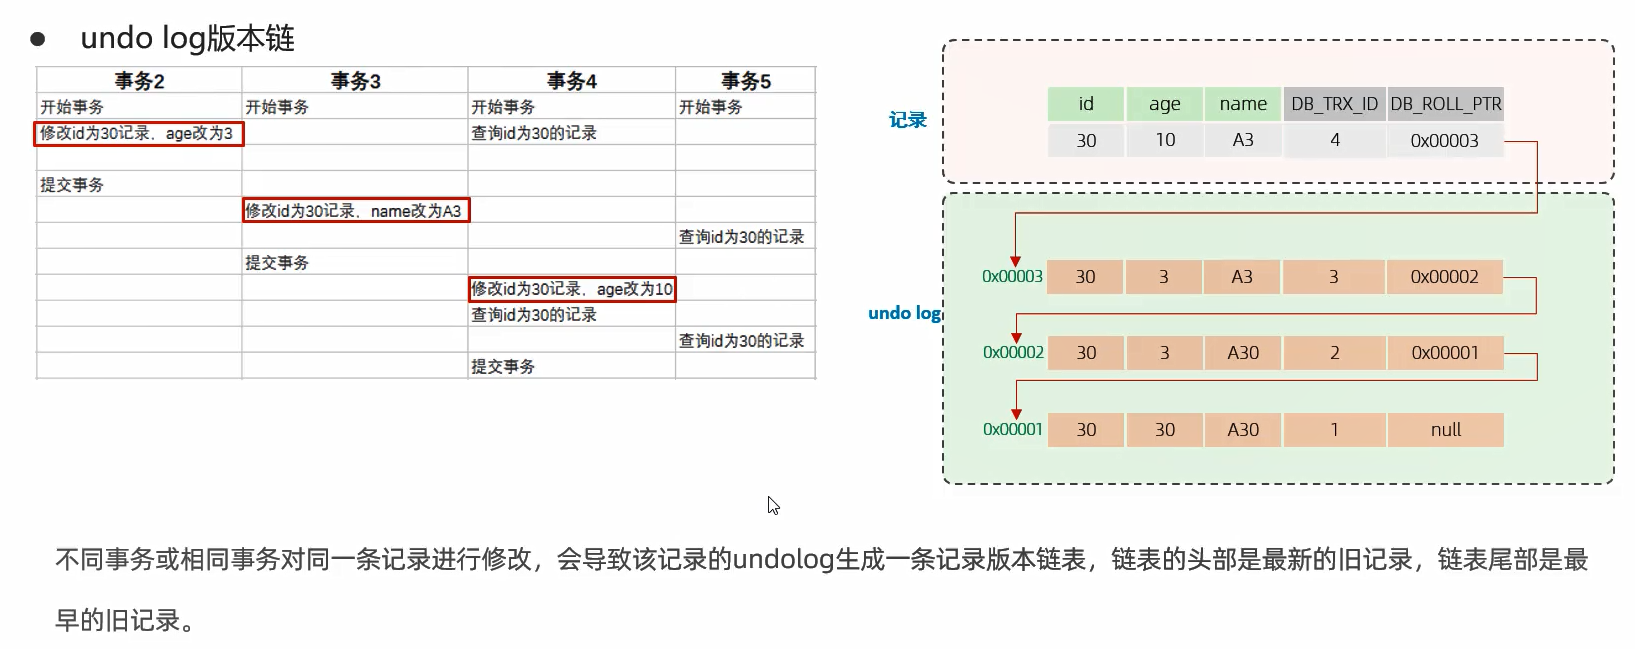 ● undo log版本链
事务2 事务3 事务4 事务5
开始事务 开始事务 开始事务 开始事务
修改id为30记录，age改为3 查询id为30的记录
提交事务
修改id为30记录，name改为A3
查询id为30的记录
提交事务
修改id为30记录，age改为10
查询id为30的记录
查询id为30的记录
提交事务
记录
id age name DB_TRX_ID DB_ROLL_PTR
30 10 A3 4 0x00003
undo log
0x00003 30 3 A3 3 0x00002
0x00002 30 3 A30 2 0x00001
0x00001 30 30 A30 1 null
不同事务或相同事务对同一条记录进行修改，会导致该记录的undolog生成一条记录版本链表，链表的头部是最新的旧记录，链表尾部是最
早的旧记录。